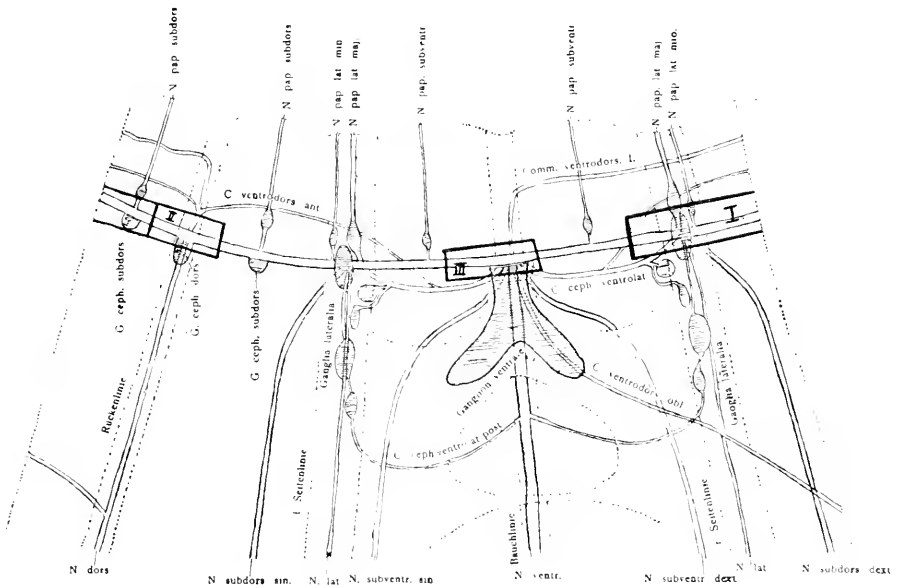 N pap subdors
N pap subdors
N pap lat min
N pap lat maj
N pap. subventr
N pap subventr
N pap. lat maj
N pap lat mio.
Comm. ventrodors. I.
C ventrodors ant
II
I
III
G ceph. subdors
G. ceph dors
G ceph. subdors
C ceph ventrolat
Ganglia lateralia
Ganglion ventrale
C ventrodors obl
Ganglia lateralia
Rückenlinie
C ceph ventrolat post
l Seitenlinie
Bauchlinie
r Seitenlinie
N dors
N subdors sin.
N. lat
N. subventr. sin
N ventr.
N subventr dext
N lat
N subdors dext